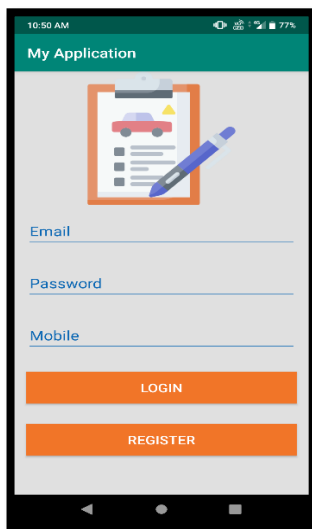 10:50 AM
77%
My Application
Email
Password
Mobile
LOGIN
REGISTER